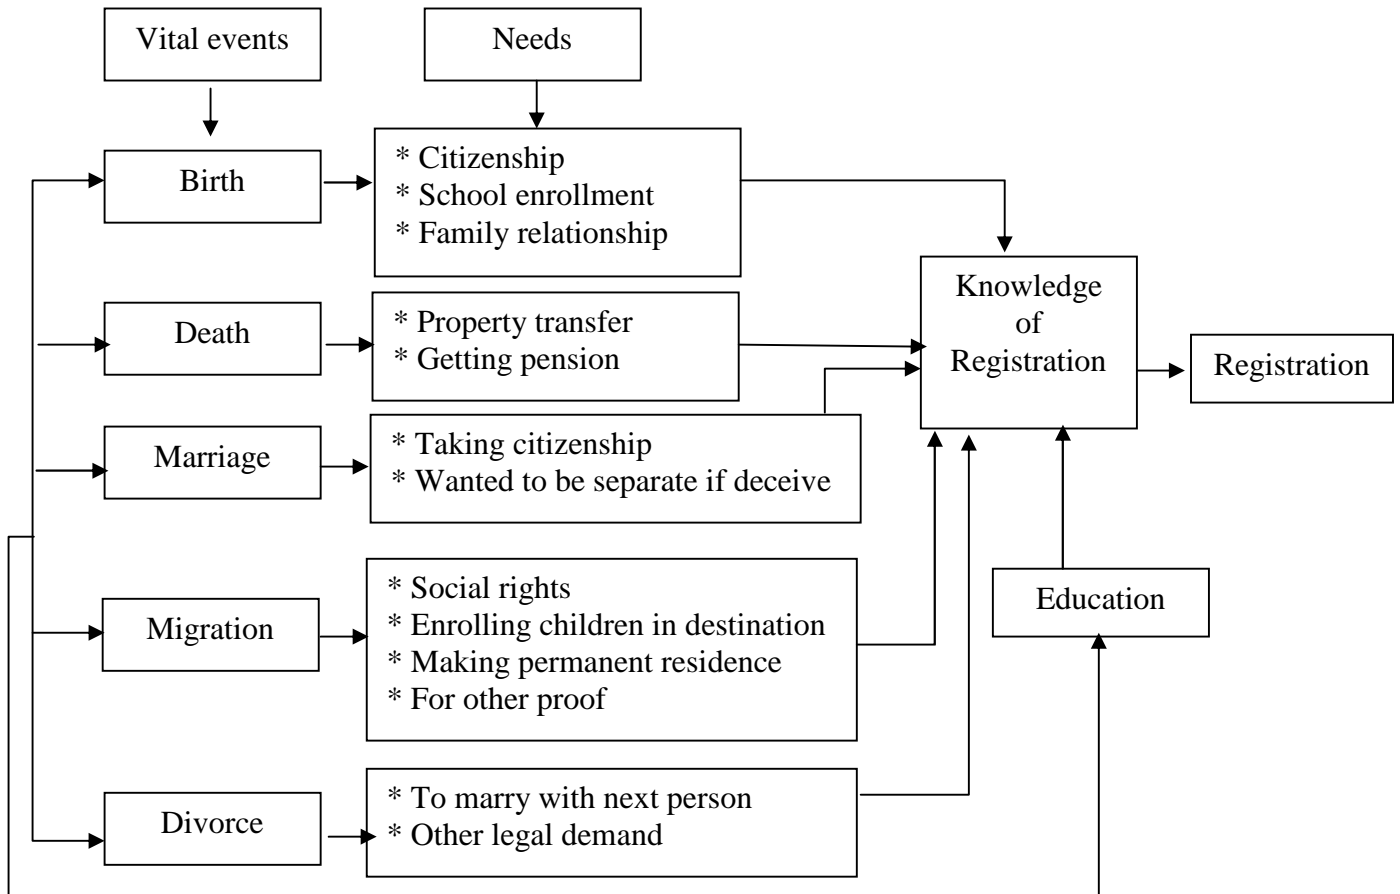 Vital events
Needs
Birth
* Citizenship
* School enrollment
* Family relationship
Knowledge
of
Registration
Registration
Death
* Property transfer
* Getting pension
Marriage
* Taking citizenship
* Wanted to be separate if deceive
Migration
* Social rights
* Enrolling children in destination
* Making permanent residence
* For other proof
Education
Divorce
* To marry with next person
* Other legal demand